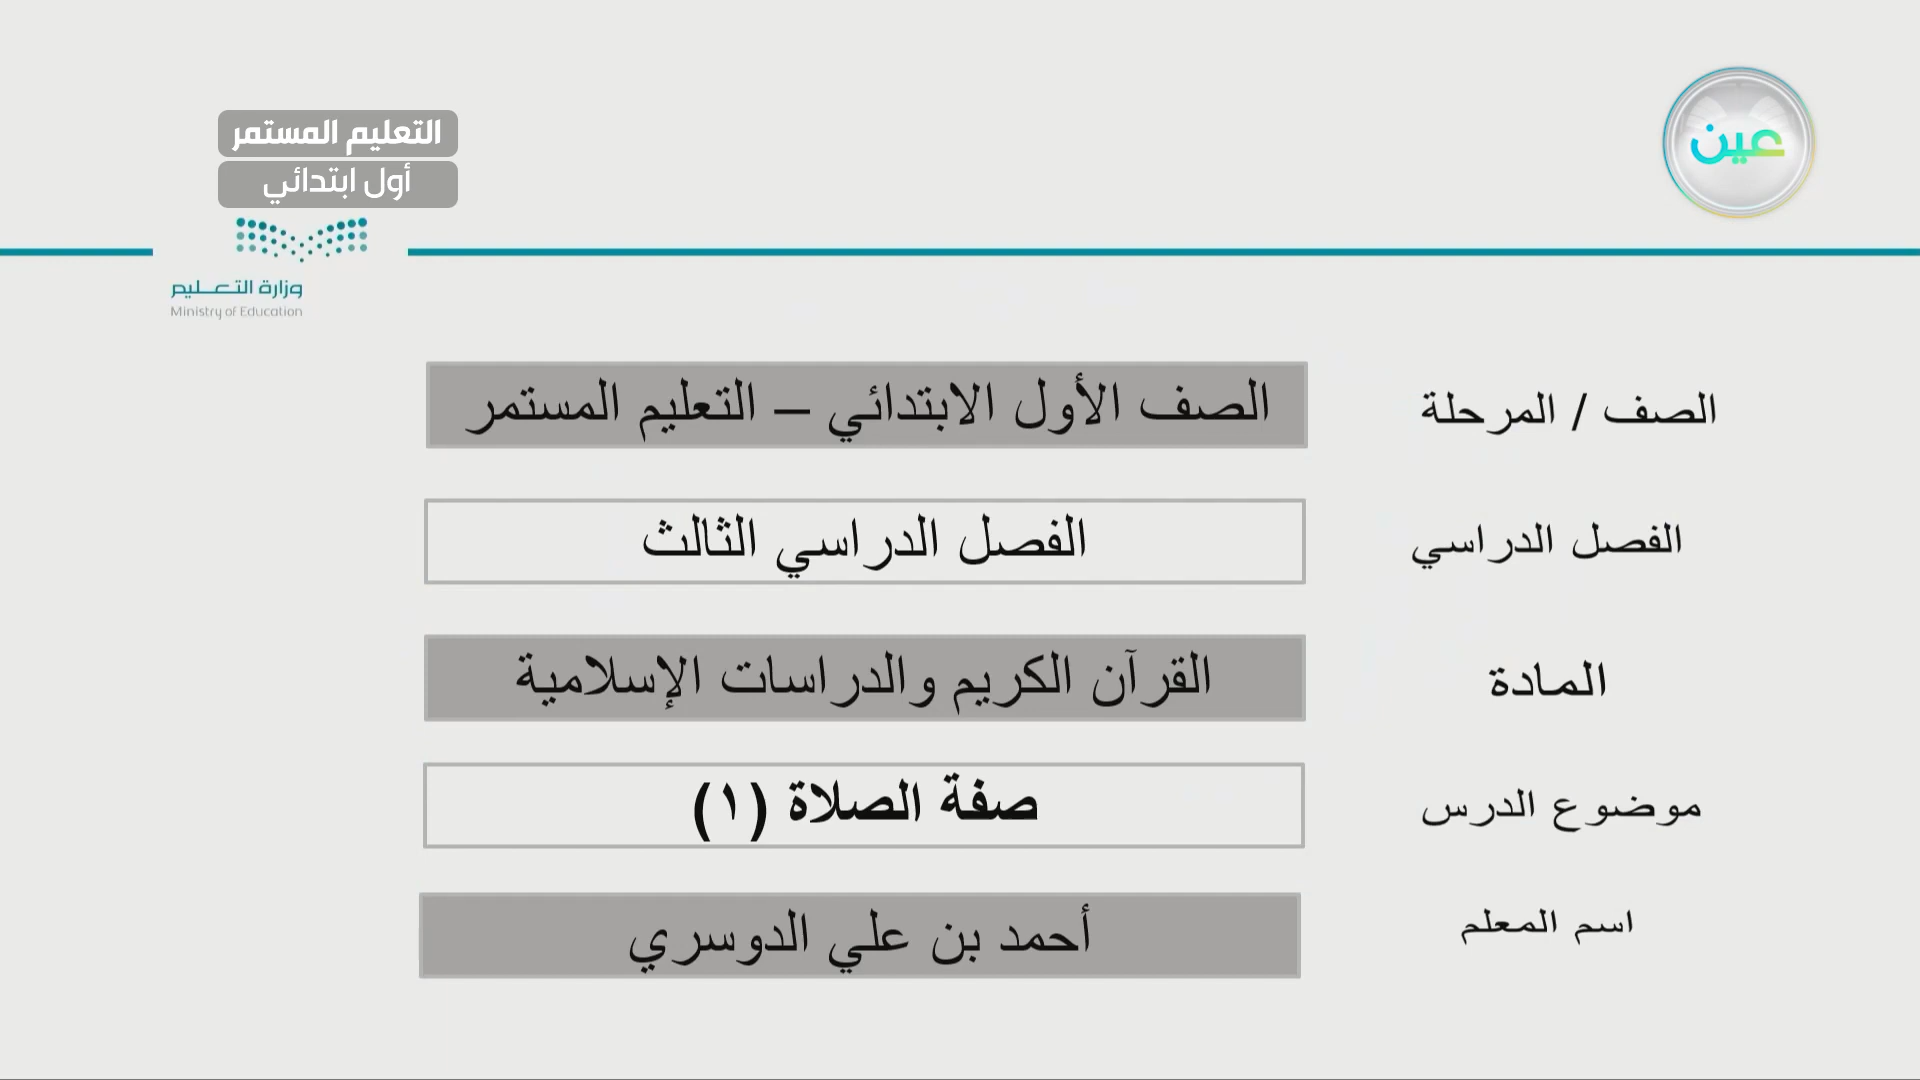 عين
التعليم المستمر
أول ابتدائي
وزارة التعليم
Ministry of Education
الصف / المرحلة
الصف الأول الابتدائي – التعليم المستمر
الفصل الدراسي
الفصل الدراسي الثالث
المادة
القرآن الكريم والدراسات الإسلامية
موضوع الدرس
صفة الصلاة (١)
اسم المعلم
أحمد بن علي الدوسري